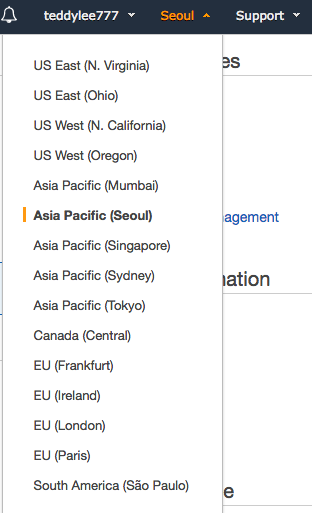 teddylee777 Seoul Support
es
US East (N. Virginia)
US East (Ohio)
US West (N. California)
US West (Oregon)
Asia Pacific (Mumbai)
Asia Pacific (Seoul)
agement
Asia Pacific (Singapore)
Asia Pacific (Sydney)
mation
Asia Pacific (Tokyo)
Canada (Central)
EU (Frankfurt)
EU (Ireland)
EU (London)
EU (Paris)
South America (São Paulo)
e